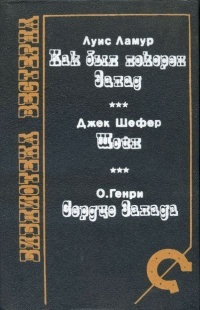 БИБЛИОТЕКА ВЕСТЕРНА
Луис Ламур
Как был покорен
Запад
***
Джек Шефер
Шейн
***
О.Генри
Сердце Запада